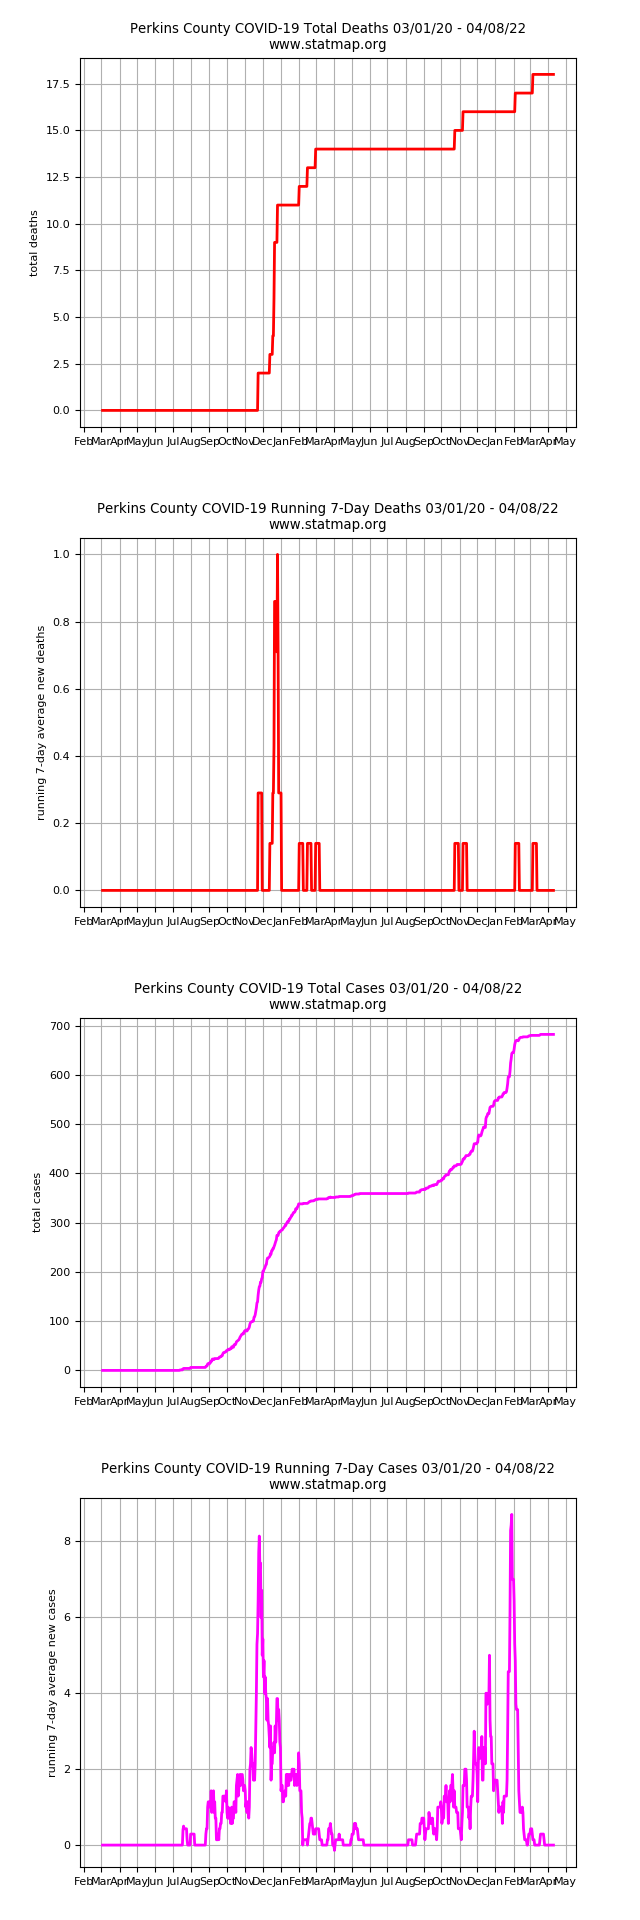 Perkins County COVID-19 Total Deaths 03/01/20 - 04/08/22
www.statmap.org
17.5
15.0
12.5
10.0
7.5
5.0
2.5
0.0
total deaths
Feb Mar Apr May Jun Jul Aug Sep Oct Nov Dec Jan Feb Mar Apr May Jun Jul Aug Sep Oct Nov Dec Jan Feb Mar Apr May
Perkins County COVID-19 Running 7-Day Deaths 03/01/20 - 04/08/22
www.statmap.org
1.0
0.8
0.6
0.4
0.2
0.0
running 7-day average new deaths
Feb Mar Apr May Jun Jul Aug Sep Oct Nov Dec Jan Feb Mar Apr May Jun Jul Aug Sep Oct Nov Dec Jan Feb Mar Apr May
Perkins County COVID-19 Total Cases 03/01/20 - 04/08/22
www.statmap.org
700
600
500
400
300
200
100
0
total cases
Feb Mar Apr May Jun Jul Aug Sep Oct Nov Dec Jan Feb Mar Apr May Jun Jul Aug Sep Oct Nov Dec Jan Feb Mar Apr May
Perkins County COVID-19 Running 7-Day Cases 03/01/20 - 04/08/22
www.statmap.org
8
6
4
2
0
running 7-day average new cases
Feb Mar Apr May Jun Jul Aug Sep Oct Nov Dec Jan Feb Mar Apr May Jun Jul Aug Sep Oct Nov Dec Jan Feb Mar Apr May